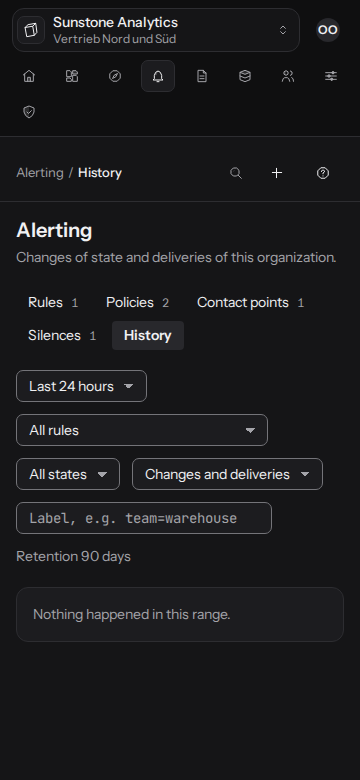 Sunstone Analytics
Vertrieb Nord und Süd
OO
Alerting / History
Alerting
Changes of state and deliveries of this organization.
Rules 1 Policies 2 Contact points 1
Silences 1 History
Last 24 hours
All rules
All states Changes and deliveries
Label, e.g. team=warehouse
Retention 90 days
Nothing happened in this range.